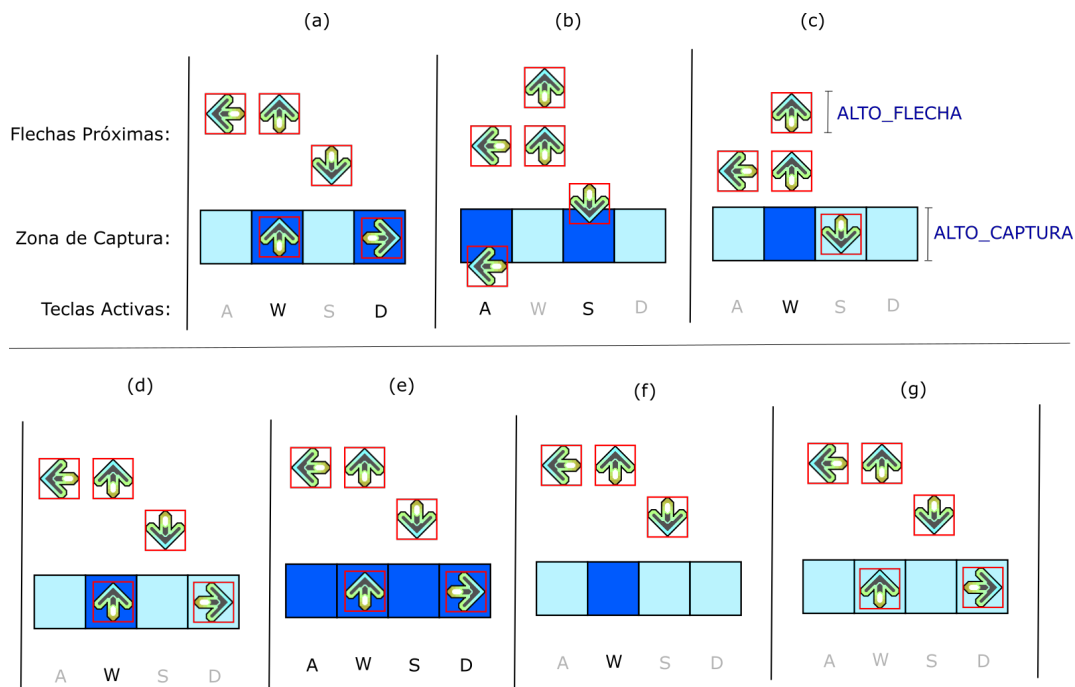 (a) (b) (c)
Flechas Próximas:
ALTO_FLECHA
Zona de Captura:
ALTO_CAPTURA
Teclas Activas:
A W S D
A W S D
A W S D
(d) (e) (f) (g)
A W S D
A W S D
A W S D
A W S D